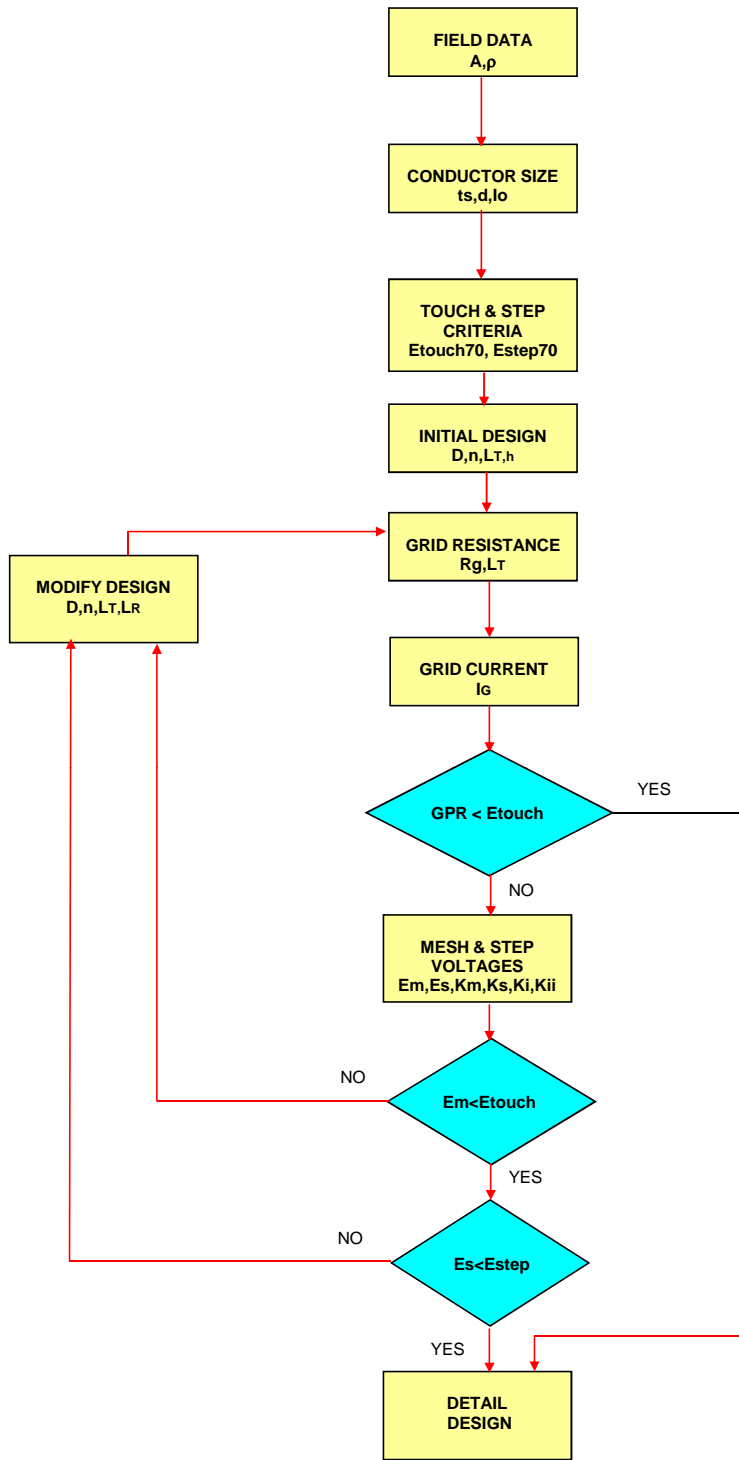 FIELD DATA
A,ρ
CONDUCTOR SIZE
ts,d,Io
TOUCH & STEP
CRITERIA
Etouch70, Estep70
INITIAL DESIGN
D,n,LT,h
GRID RESISTANCE
Rg,LT
MODIFY DESIGN
D,n,LT,LR
GRID CURRENT
IG
GPR < Etouch
YES
NO
MESH & STEP
VOLTAGES
Em,Es,Km,Ks,Ki,Kii
NO
Em<Etouch
YES
NO
Es<Estep
YES
DETAIL
DESIGN